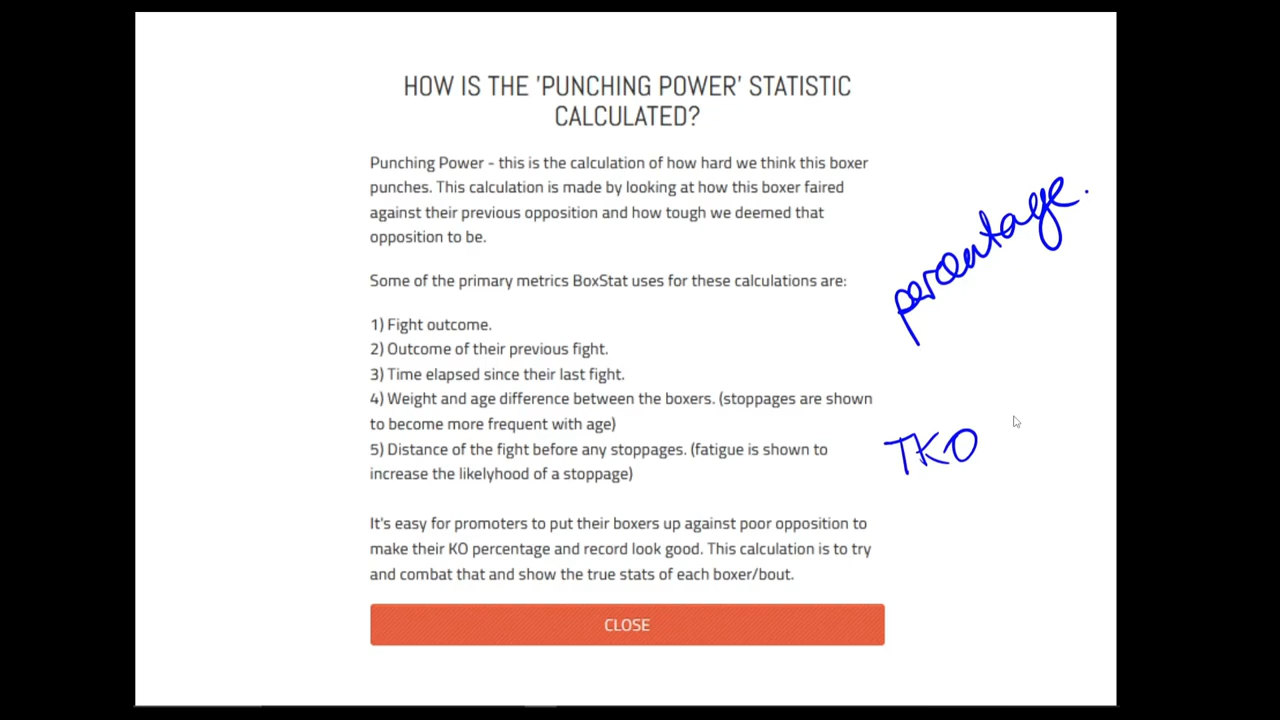 HOW IS THE 'PUNCHING POWER' STATISTIC
CALCULATED?
Punching Power - this is the calculation of how hard we think this boxer
punches. This calculation is made by looking at how this boxer faired
against their previous opposition and how tough we deemed that
opposition to be.
Some of the primary metrics BoxStat uses for these calculations are:
1) Fight outcome.
2) Outcome of their previous fight.
3) Time elapsed since their last fight.
4) Weight and age difference between the boxers. (stoppages are shown
to become more frequent with age)
5) Distance of the fight before any stoppages. (fatigue is shown to
increase the likelyhood of a stoppage)
It's easy for promoters to put their boxers up against poor opposition to
make their KO percentage and record look good. This calculation is to try
and combat that and show the true stats of each boxer/bout.
CLOSE
percentage.
TKO